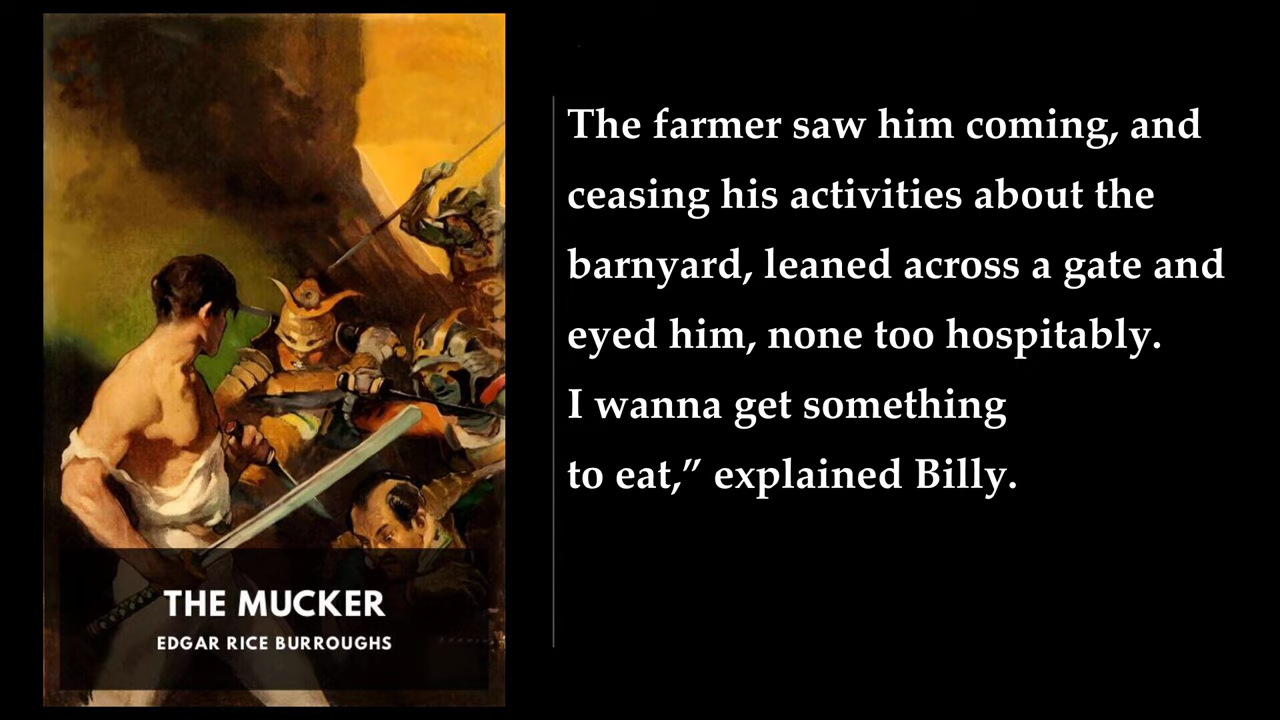 THE MUCKER
EDGAR RICE BURROUGHS
The farmer saw him coming, and
ceasing his activities about the
barnyard, leaned across a gate and
eyed him, none too hospitably.
I wanna get something
to eat,” explained Billy.